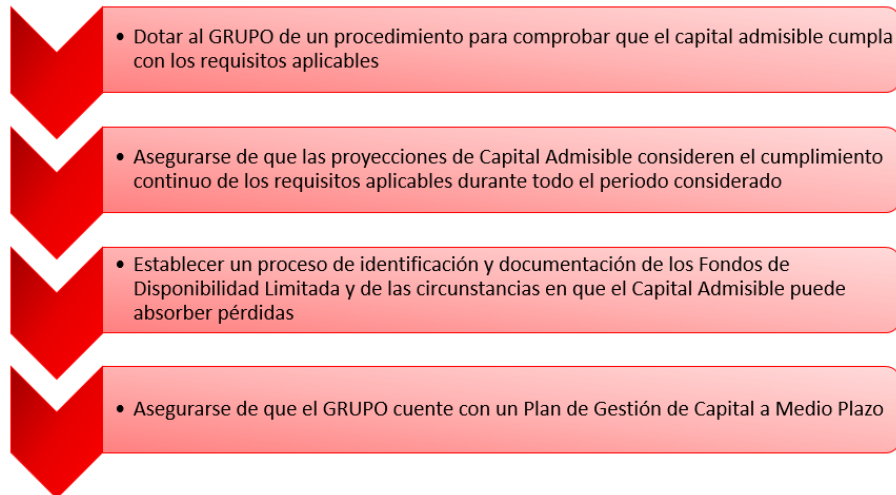 • Dotar al GRUPO de un procedimiento para comprobar que el capital admisible cumpla
con los requisitos aplicables
• Asegurarse de que las proyecciones de Capital Admisible consideren el cumplimiento
continuo de los requisitos aplicables durante todo el periodo considerado
• Establecer un proceso de identificación y documentación de los Fondos de
Disponibilidad Limitada y de las circunstancias en que el Capital Admisible puede
absorber pérdidas
• Asegurarse de que el GRUPO cuente con un Plan de Gestión de Capital a Medio Plazo